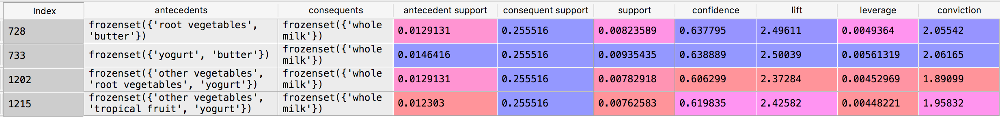 Index antecedents consequents antecedent support consequent support support confidence lift leverage conviction
728 frozenset({'root vegetables', 'butter'}) frozenset({'whole milk'}) 0.0129131 0.255516 0.00823589 0.637795 2.49611 0.0049364 2.05542
733 frozenset({'yogurt', 'butter'}) frozenset({'whole milk'}) 0.0146416 0.255516 0.00935435 0.638889 2.50039 0.00561319 2.06165
1202 frozenset({'other vegetables', 'root vegetables', 'yogurt'}) frozenset({'whole milk'}) 0.0129131 0.255516 0.00782918 0.606299 2.37284 0.00452969 1.89099
1215 frozenset({'other vegetables', 'tropical fruit', 'yogurt'}) frozenset({'whole milk'}) 0.012303 0.255516 0.00762583 0.619835 2.42582 0.00448221 1.95832